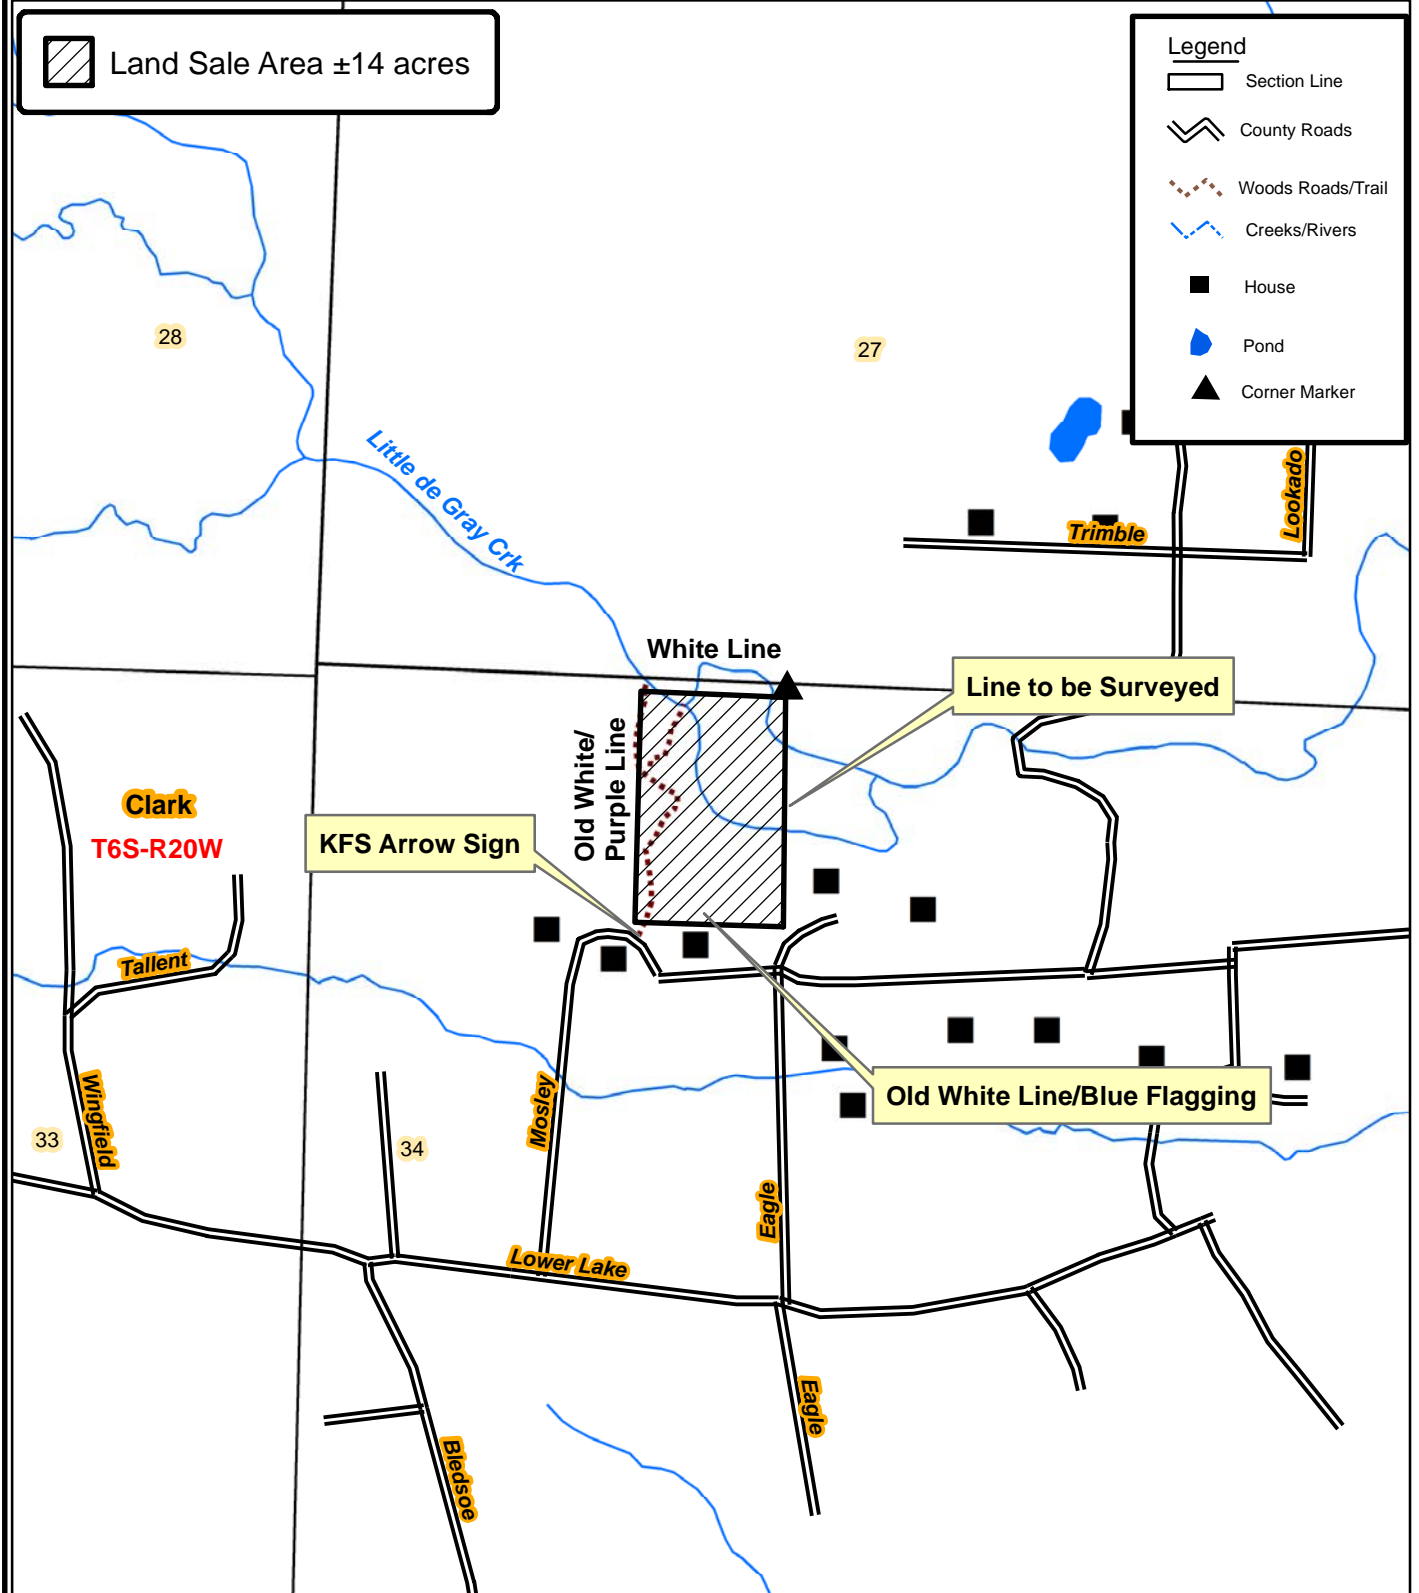 Land Sale Area ±14 acres
Legend
Section Line
County Roads
Woods Roads/Trail
Creeks/Rivers
House
Pond
Corner Marker
28
27
Little de Gray Crk
Lookado
Trimble
White Line
Line to be Surveyed
Old White/
Purple Line
Clark
T6S-R20W
KFS Arrow Sign
Tallent
Wingfield
Mosley
Old White Line/Blue Flagging
33
34
Eagle
Lower Lake
Eagle
Bledsoe